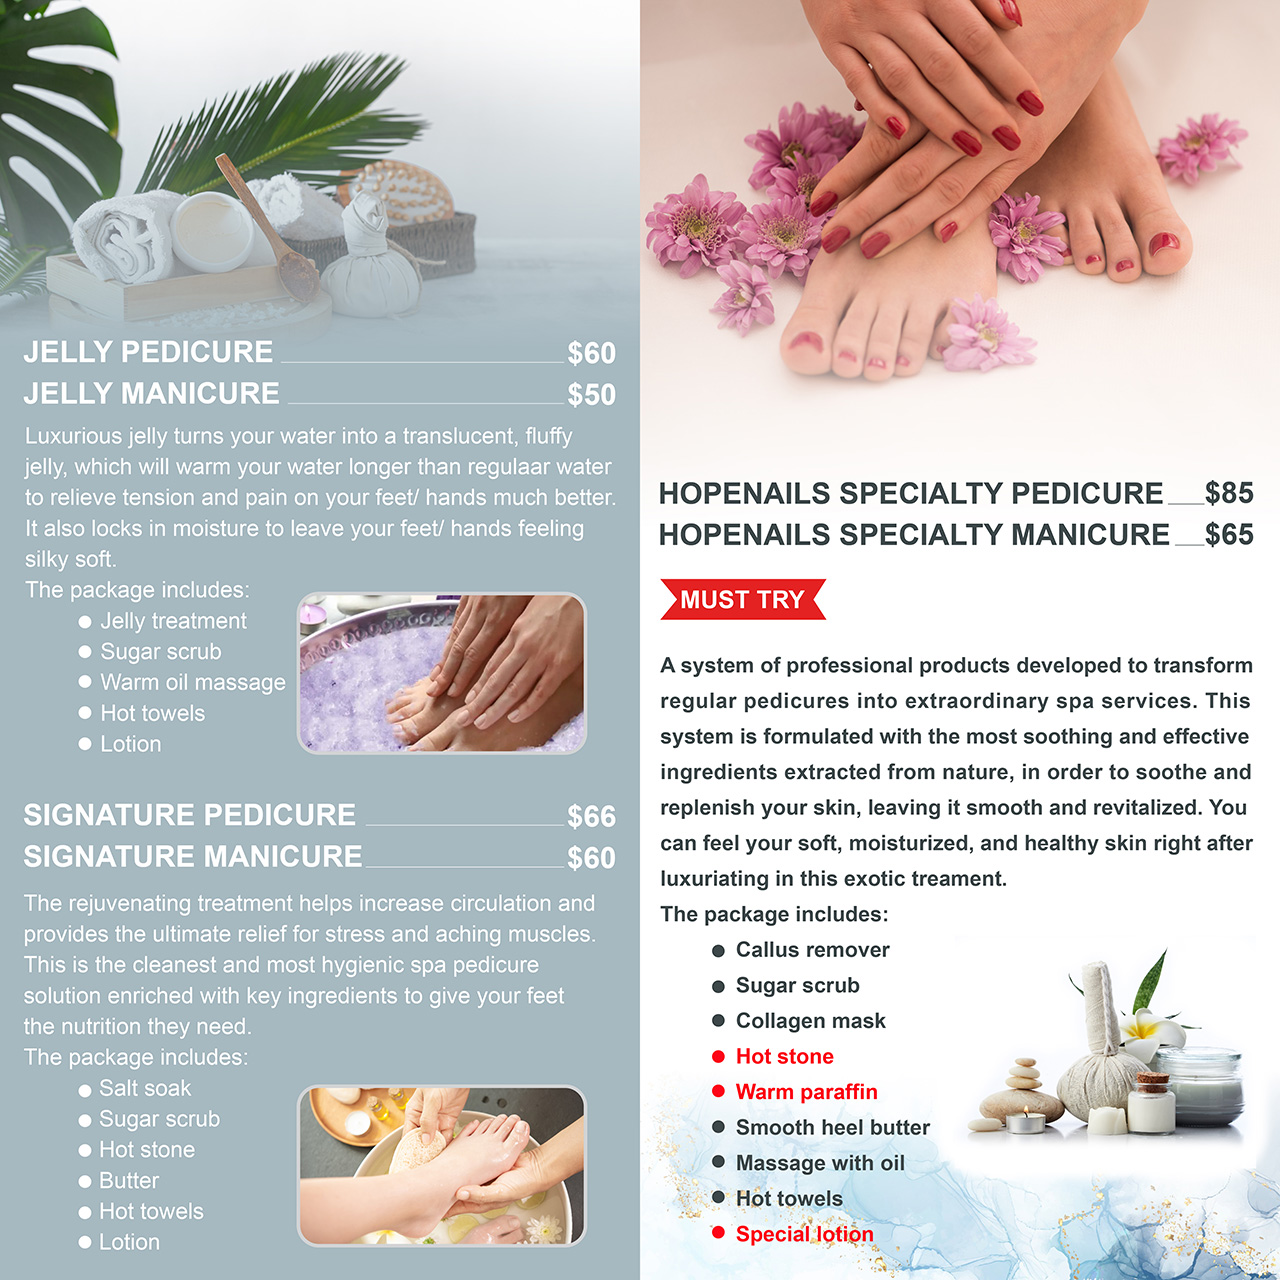 JELLY PEDICURE $60
JELLY MANICURE $50
Luxurious jelly turns your water into a translucent, fluffy
jelly, which will warm your water longer than regulaar water
to relieve tension and pain on your feet/ hands much better.
It also locks in moisture to leave your feet/ hands feeling
silky soft.
The package includes:
● Jelly treatment
● Sugar scrub
● Warm oil massage
● Hot towels
● Lotion
SIGNATURE PEDICURE $66
SIGNATURE MANICURE $60
The rejuvenating treatment helps increase circulation and
provides the ultimate relief for stress and aching muscles.
This is the cleanest and most hygienic spa pedicure
solution enriched with key ingredients to give your feet
the nutrition they need.
The package includes:
● Salt soak
● Sugar scrub
● Hot stone
● Butter
● Hot towels
● Lotion
HOPENAILS SPECIALTY PEDICURE $85
HOPENAILS SPECIALTY MANICURE $65
MUST TRY
A system of professional products developed to transform
regular pedicures into extraordinary spa services. This
system is formulated with the most soothing and effective
ingredients extracted from nature, in order to soothe and
replenish your skin, leaving it smooth and revitalized. You
can feel your soft, moisturized, and healthy skin right after
luxuriating in this exotic treament.
The package includes:
● Callus remover
● Sugar scrub
● Collagen mask
● Hot stone
● Warm paraffin
● Smooth heel butter
● Massage with oil
● Hot towels
● Special lotion